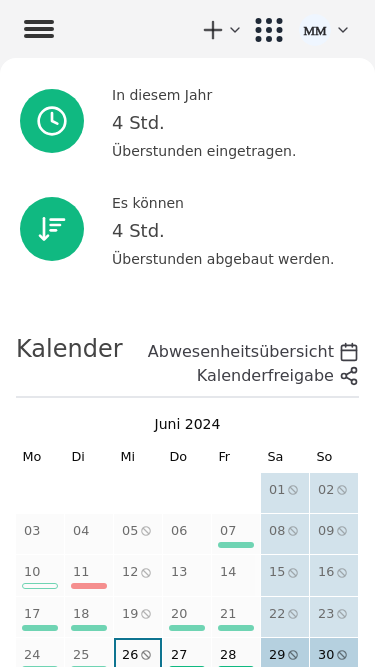 MM
In diesem Jahr
4 Std.
Überstunden eingetragen.
Es können
4 Std.
Überstunden abgebaut werden.
Kalender
Abwesenheitsübersicht
Kalenderfreigabe
Juni 2024
Mo Di Mi Do Fr Sa So
01 02
03 04 05 06 07 08 09
10 11 12 13 14 15 16
17 18 19 20 21 22 23
24 25 26 27 28 29 30